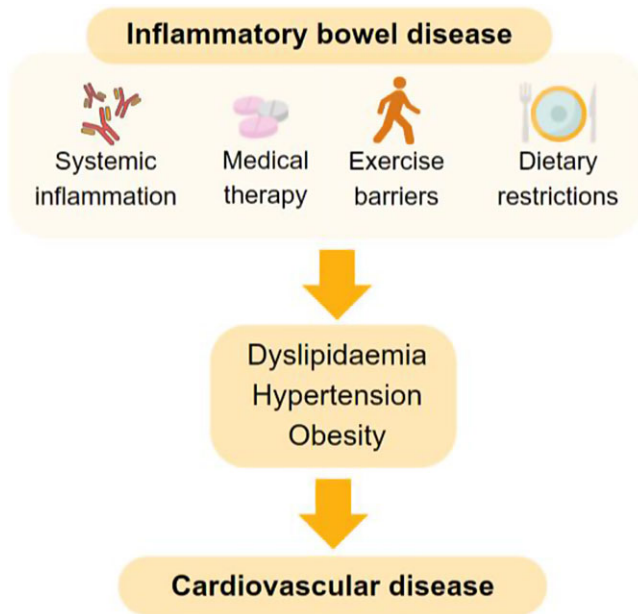 Inflammatory bowel disease
Systemic
inflammation
Medical
therapy
Exercise
barriers
Dietary
restrictions
Dyslipidaemia
Hypertension
Obesity
Cardiovascular disease